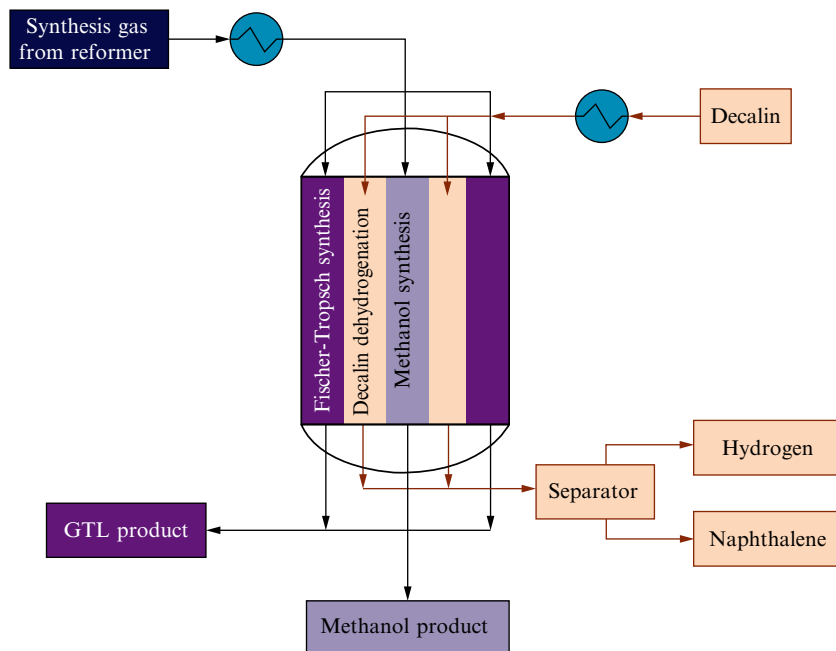 Synthesis gas
from reformer
Decalin
Fischer-Tropsch synthesis
Decalin dehydrogenation
Methanol synthesis
Hydrogen
Separator
GTL product
Naphthalene
Methanol product